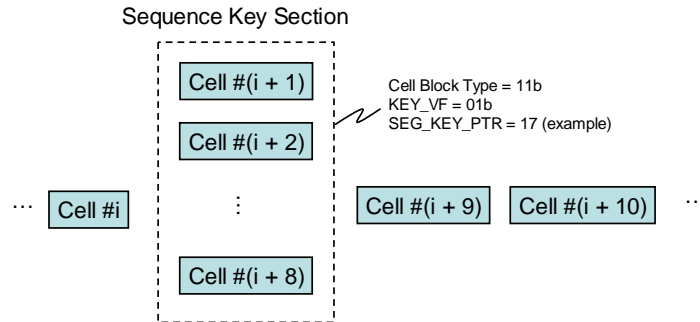 Sequence Key Section
Cell #(i + 1)
Cell Block Type = 11b
KEY_VF = 01b
SEG_KEY_PTR = 17 (example)
Cell #(i + 2)
... Cell #i ⋮ Cell #(i + 9) Cell #(i + 10) ..
Cell #(i + 8)